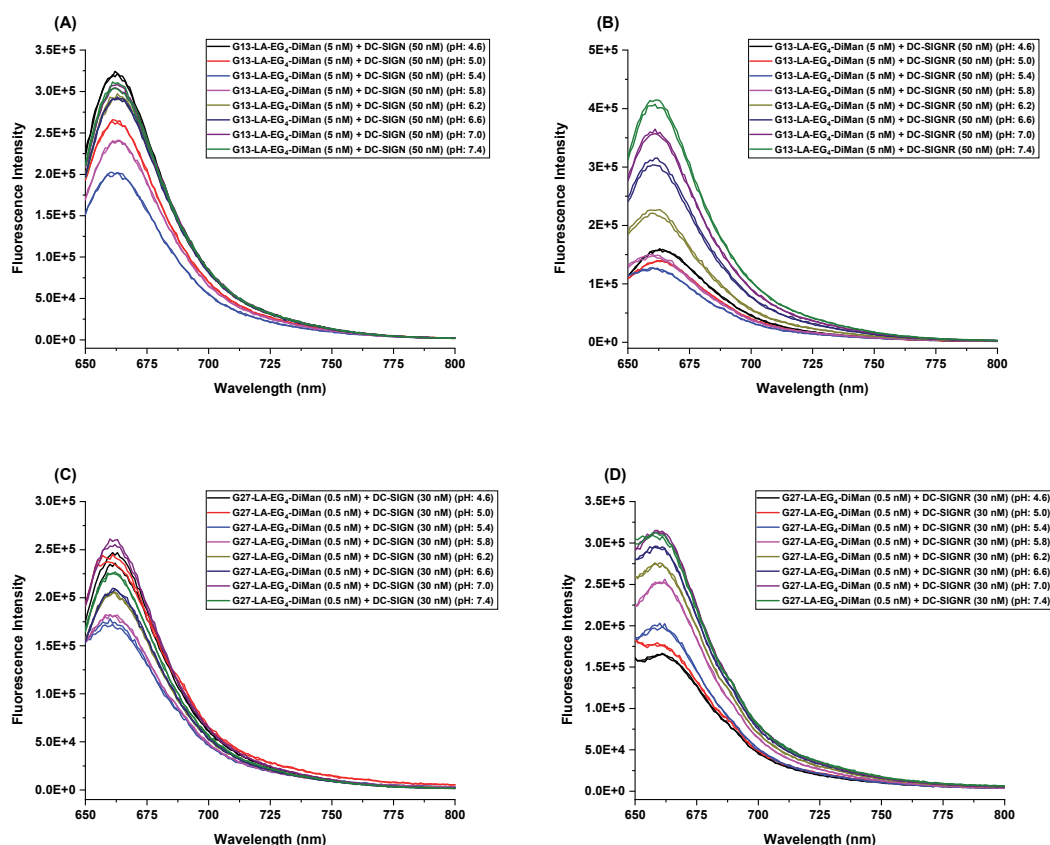 (A)
3.5E+5
3.0E+5
2.5E+5
2.0E+5
1.5E+5
1.0E+5
5.0E+4
0.0E+0
650 675 700 725 750 775 800
Fluorescence Intensity
Wavelength (nm)
G13-LA-EG4-DiMan (5 nM) + DC-SIGN (50 nM) (pH: 4.6)
G13-LA-EG4-DiMan (5 nM) + DC-SIGN (50 nM) (pH: 5.0)
G13-LA-EG4-DiMan (5 nM) + DC-SIGN (50 nM) (pH: 5.4)
G13-LA-EG4-DiMan (5 nM) + DC-SIGN (50 nM) (pH: 5.8)
G13-LA-EG4-DiMan (5 nM) + DC-SIGN (50 nM) (pH: 6.2)
G13-LA-EG4-DiMan (5 nM) + DC-SIGN (50 nM) (pH: 6.6)
G13-LA-EG4-DiMan (5 nM) + DC-SIGN (50 nM) (pH: 7.0)
G13-LA-EG4-DiMan (5 nM) + DC-SIGN (50 nM) (pH: 7.4)
(B)
5E+5
4E+5
3E+5
2E+5
1E+5
0E+0
650 675 700 725 750 775 800
Fluorescence Intensity
Wavelength (nm)
G13-LA-EG4-DiMan (5 nM) + DC-SIGNR (50 nM) (pH: 4.6)
G13-LA-EG4-DiMan (5 nM) + DC-SIGNR (50 nM) (pH: 5.0)
G13-LA-EG4-DiMan (5 nM) + DC-SIGNR (50 nM) (pH: 5.4)
G13-LA-EG4-DiMan (5 nM) + DC-SIGNR (50 nM) (pH: 5.8)
G13-LA-EG4-DiMan (5 nM) + DC-SIGNR (50 nM) (pH: 6.2)
G13-LA-EG4-DiMan (5 nM) + DC-SIGNR (50 nM) (pH: 6.6)
G13-LA-EG4-DiMan (5 nM) + DC-SIGNR (50 nM) (pH: 7.0)
G13-LA-EG4-DiMan (5 nM) + DC-SIGNR (50 nM) (pH: 7.4)
(C)
3.0E+5
2.5E+5
2.0E+5
1.5E+5
1.0E+5
5.0E+4
0.0E+0
650 675 700 725 750 775 800
Fluorescence Intensity
Wavelength (nm)
G27-LA-EG4-DiMan (0.5 nM) + DC-SIGN (30 nM) (pH: 4.6)
G27-LA-EG4-DiMan (0.5 nM) + DC-SIGN (30 nM) (pH: 5.0)
G27-LA-EG4-DiMan (0.5 nM) + DC-SIGN (30 nM) (pH: 5.4)
G27-LA-EG4-DiMan (0.5 nM) + DC-SIGN (30 nM) (pH: 5.8)
G27-LA-EG4-DiMan (0.5 nM) + DC-SIGN (30 nM) (pH: 6.2)
G27-LA-EG4-DiMan (0.5 nM) + DC-SIGN (30 nM) (pH: 6.6)
G27-LA-EG4-DiMan (0.5 nM) + DC-SIGN (30 nM) (pH: 7.0)
G27-LA-EG4-DiMan (0.5 nM) + DC-SIGN (30 nM) (pH: 7.4)
(D)
3.5E+5
3.0E+5
2.5E+5
2.0E+5
1.5E+5
1.0E+5
5.0E+4
0.0E+0
650 675 700 725 750 775 800
Fluorescence Intensity
Wavelength (nm)
G27-LA-EG4-DiMan (0.5 nM) + DC-SIGNR (30 nM) (pH: 4.6)
G27-LA-EG4-DiMan (0.5 nM) + DC-SIGNR (30 nM) (pH: 5.0)
G27-LA-EG4-DiMan (0.5 nM) + DC-SIGNR (30 nM) (pH: 5.4)
G27-LA-EG4-DiMan (0.5 nM) + DC-SIGNR (30 nM) (pH: 5.8)
G27-LA-EG4-DiMan (0.5 nM) + DC-SIGNR (30 nM) (pH: 6.2)
G27-LA-EG4-DiMan (0.5 nM) + DC-SIGNR (30 nM) (pH: 6.6)
G27-LA-EG4-DiMan (0.5 nM) + DC-SIGNR (30 nM) (pH: 7.0)
G27-LA-EG4-DiMan (0.5 nM) + DC-SIGNR (30 nM) (pH: 7.4)